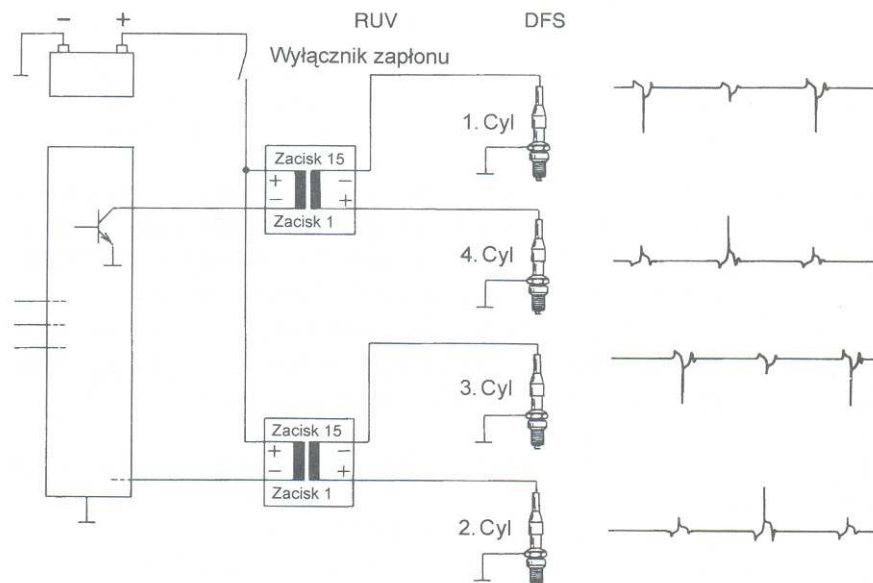 RUV DFS
− +
Wyłącznik zapłonu
1. Cyl
Zacisk 15
+ −
− +
Zacisk 1
4. Cyl
3. Cyl
Zacisk 15
+ −
− +
Zacisk 1
2. Cyl